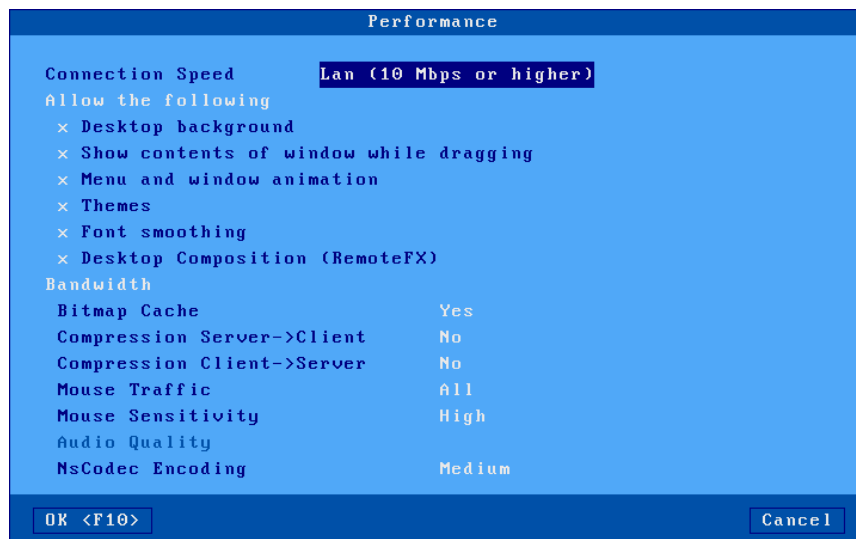 Performance
Connection Speed Lan (10 Mbps or higher)
Allow the following
x Desktop background
x Show contents of window while dragging
x Menu and window animation
x Themes
x Font smoothing
x Desktop Composition (RemoteFX)
Bandwidth
Bitmap Cache Yes
Compression Server->Client No
Compression Client->Server No
Mouse Traffic All
Mouse Sensitivity High
Audio Quality
NsCodec Encoding Medium
OK <F10> Cancel